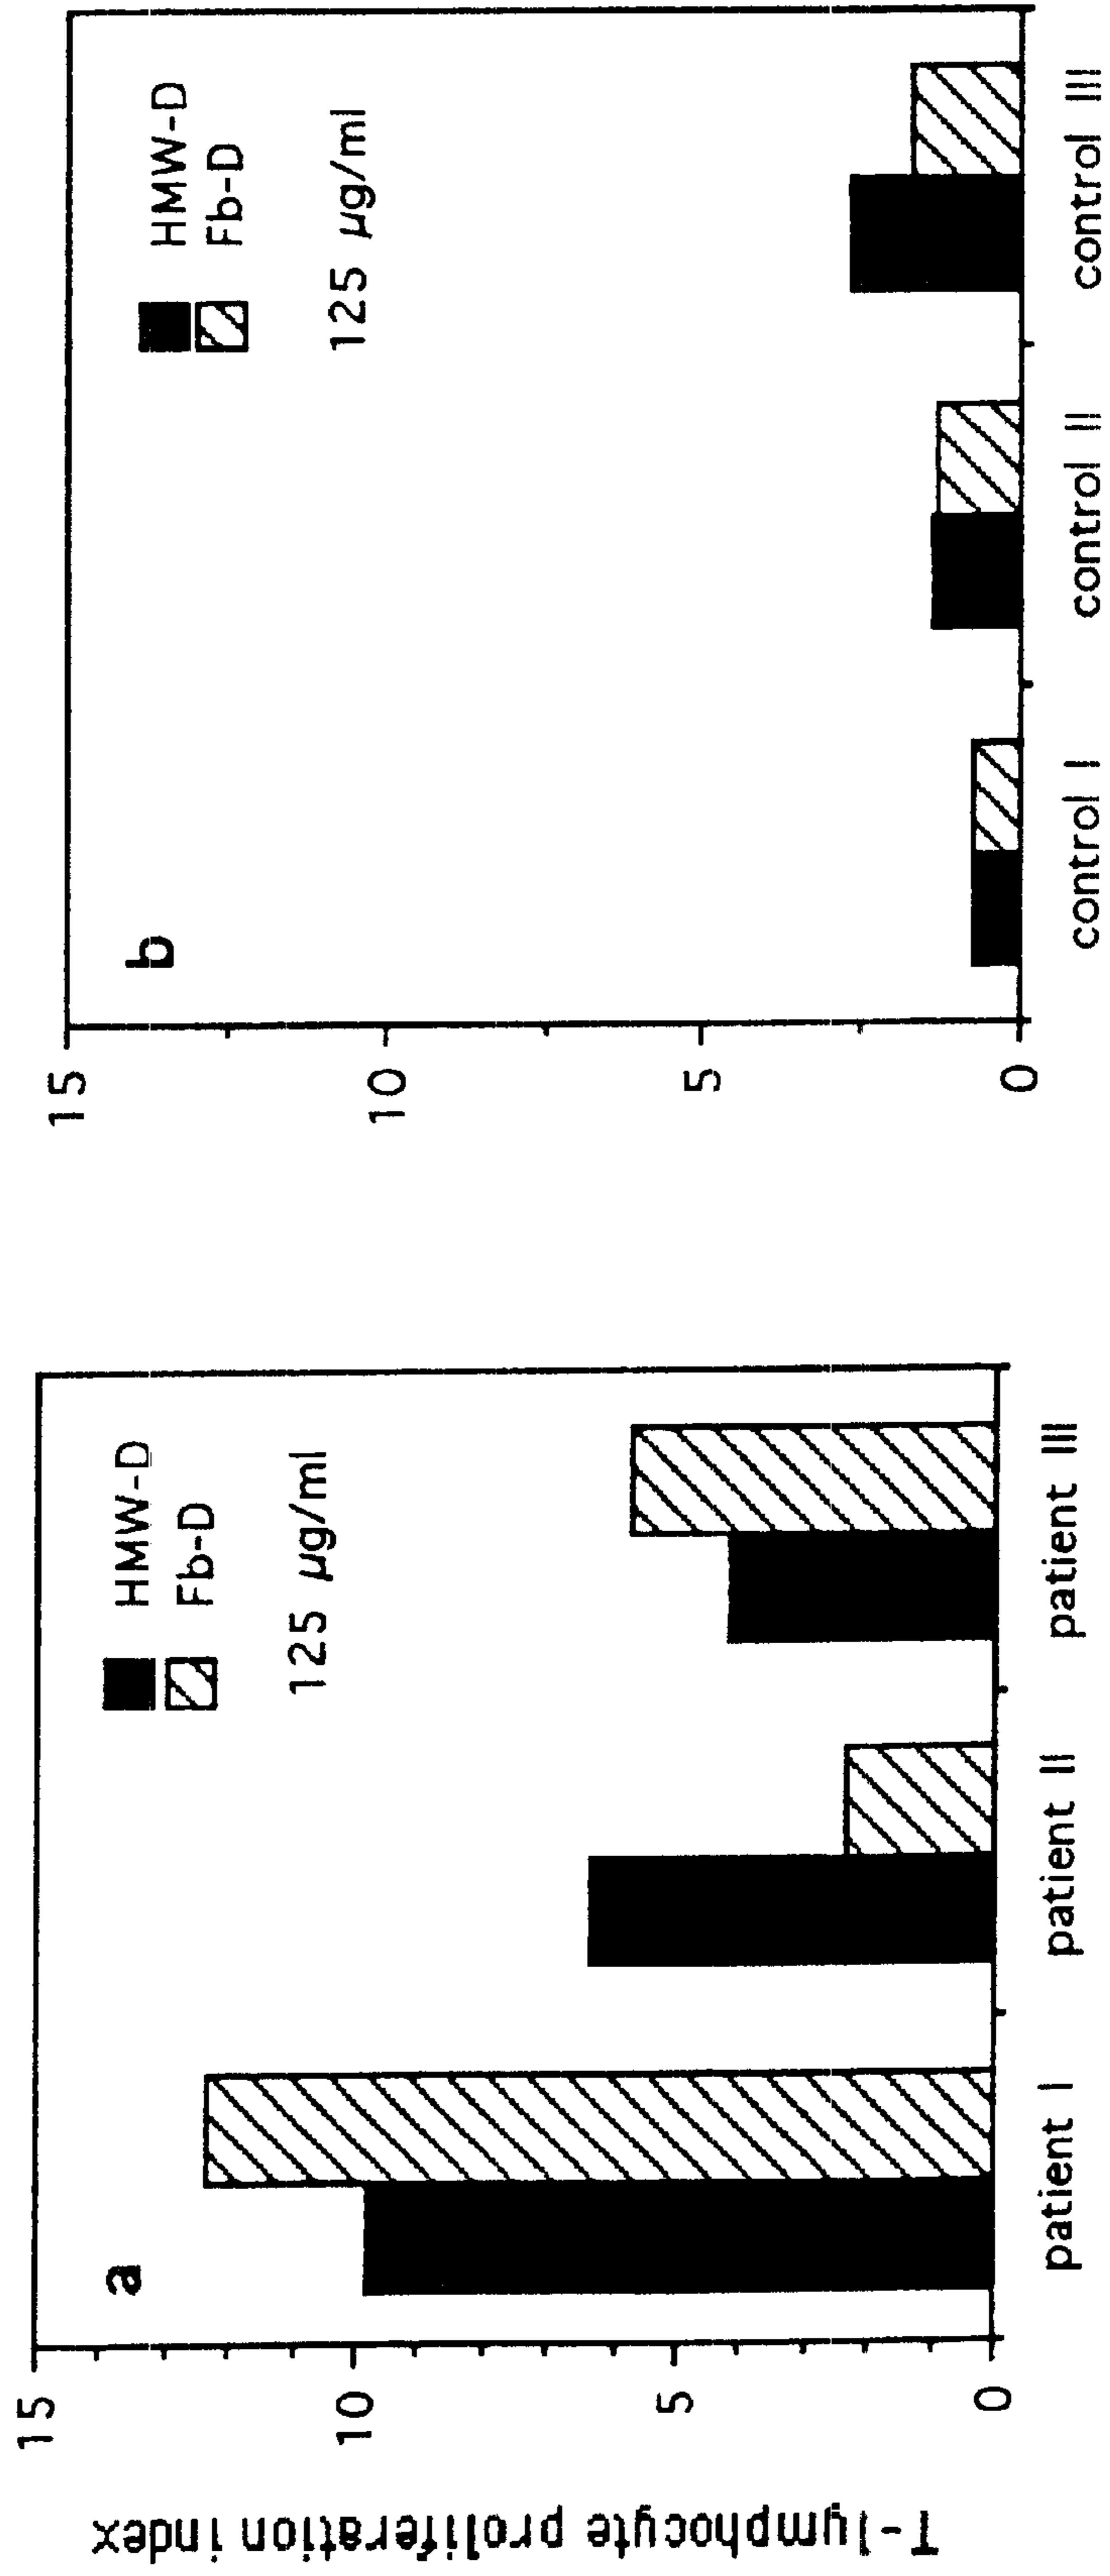 T-lymphocyte proliferation index
15
10
5
0
a
HMW-D
Fb-D
125 µg/ml
patient I
patient II
patient III
15
10
5
0
b
HMW-D
Fb-D
125 µg/ml
control I
control II
control III